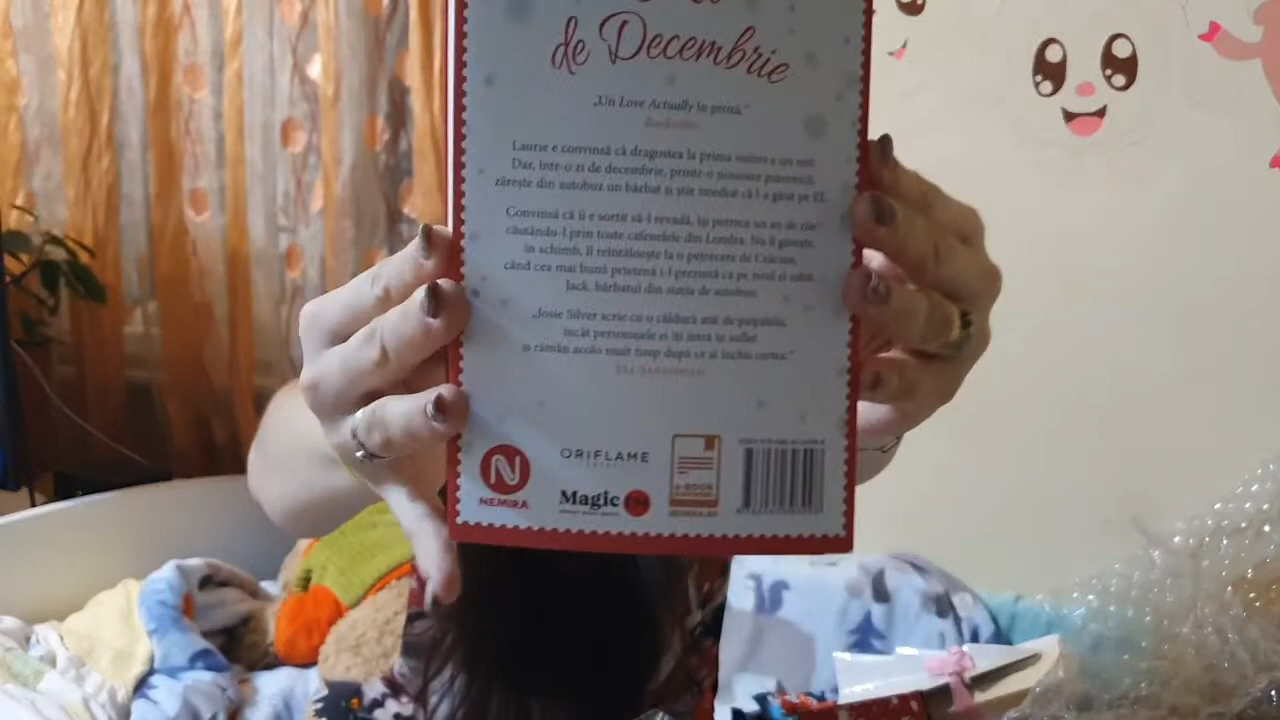 de Decembrie
„Un Love Actually în proză.”
Laurie e convinsă că dragostea la prima vedere e un mit.
Dar, într-o zi de decembrie, printr-o ninsoare puternică,
zărește din autobuz un bărbat și știe imediat că l-a găsit pe EL.
Convinsă că îi e sortit să-l revadă, își petrece un an de zile
căutându-l prin toate cafenelele din Londra. Nu îl găsește,
în schimb, îl reîntâlnește la o petrecere de Crăciun,
când cea mai bună prietenă i-l prezintă ca pe noul ei iubit.
Jack, bărbatul din stația de autobuz.
„Josie Silver scrie cu o căldură atât de palpabilă,
încât personajele ei îți intră în suflet
și rămân acolo mult timp după ce ai închis cartea.”
NEMIRA
ORIFLAME
Magic FM
e-BOOK